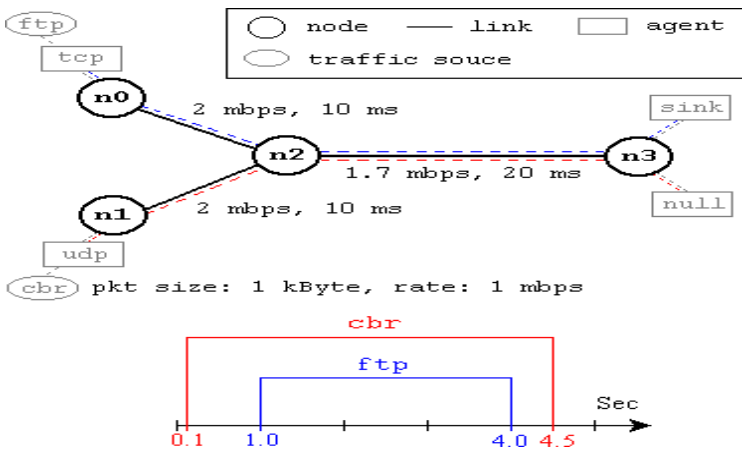 ftp
tcp
node link agent
traffic souce
n0
2 mbps, 10 ms
sink
n2
n3
1.7 mbps, 20 ms
n1
2 mbps, 10 ms
null
udp
cbr pkt size: 1 kByte, rate: 1 mbps
cbr
ftp
Sec
0.1 1.0 4.0 4.5